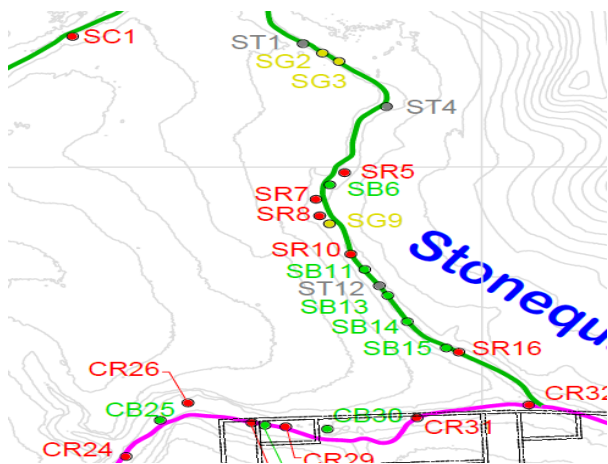 SC1
ST1
SG2
SG3
ST4
SR5
SB6
SR7
SR8
SG9
SR10
SB11
ST12
SB13
SB14
SB15
SR16
Stonequ
CR26
CB25
CR24
CB30
CR29
CR31
CR32